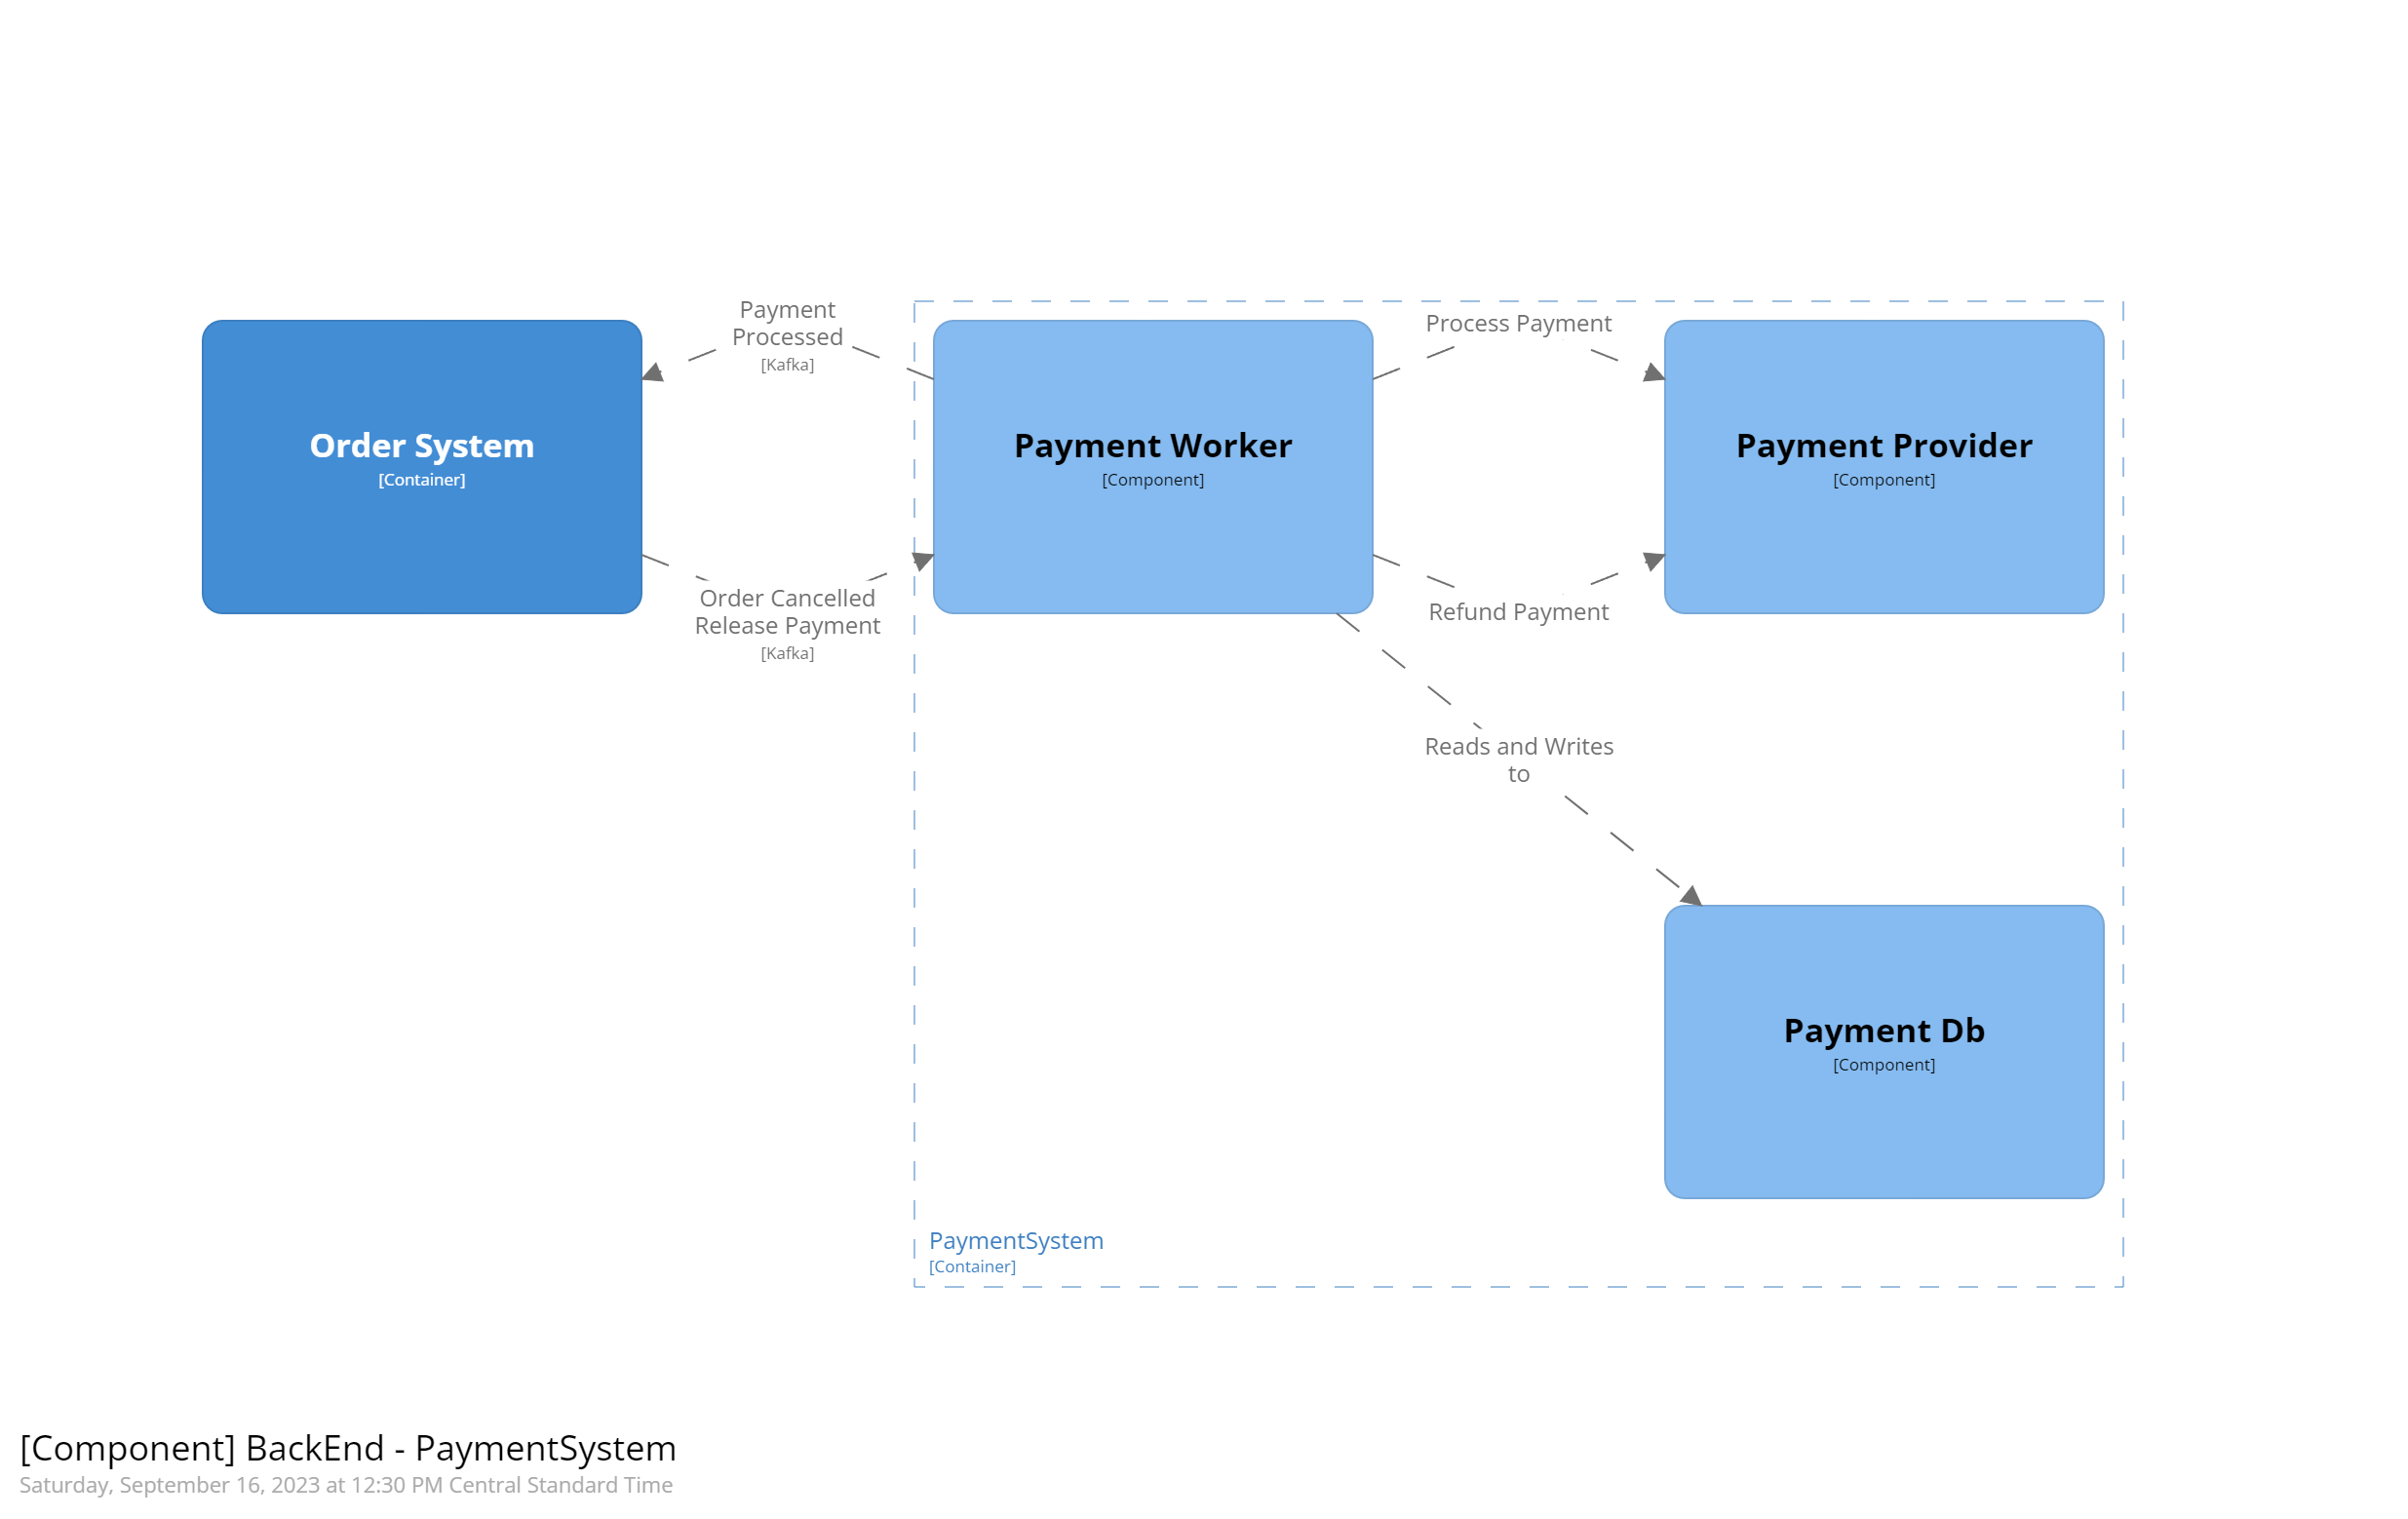 Payment
Processed
[Kafka]
Process Payment
Order System
[Container]
Payment Worker
[Component]
Payment Provider
[Component]
Order Cancelled
Release Payment
[Kafka]
Refund Payment
Reads and Writes
to
Payment Db
[Component]
PaymentSystem
[Container]
[Component] BackEnd - PaymentSystem
Saturday, September 16, 2023 at 12:30 PM Central Standard Time